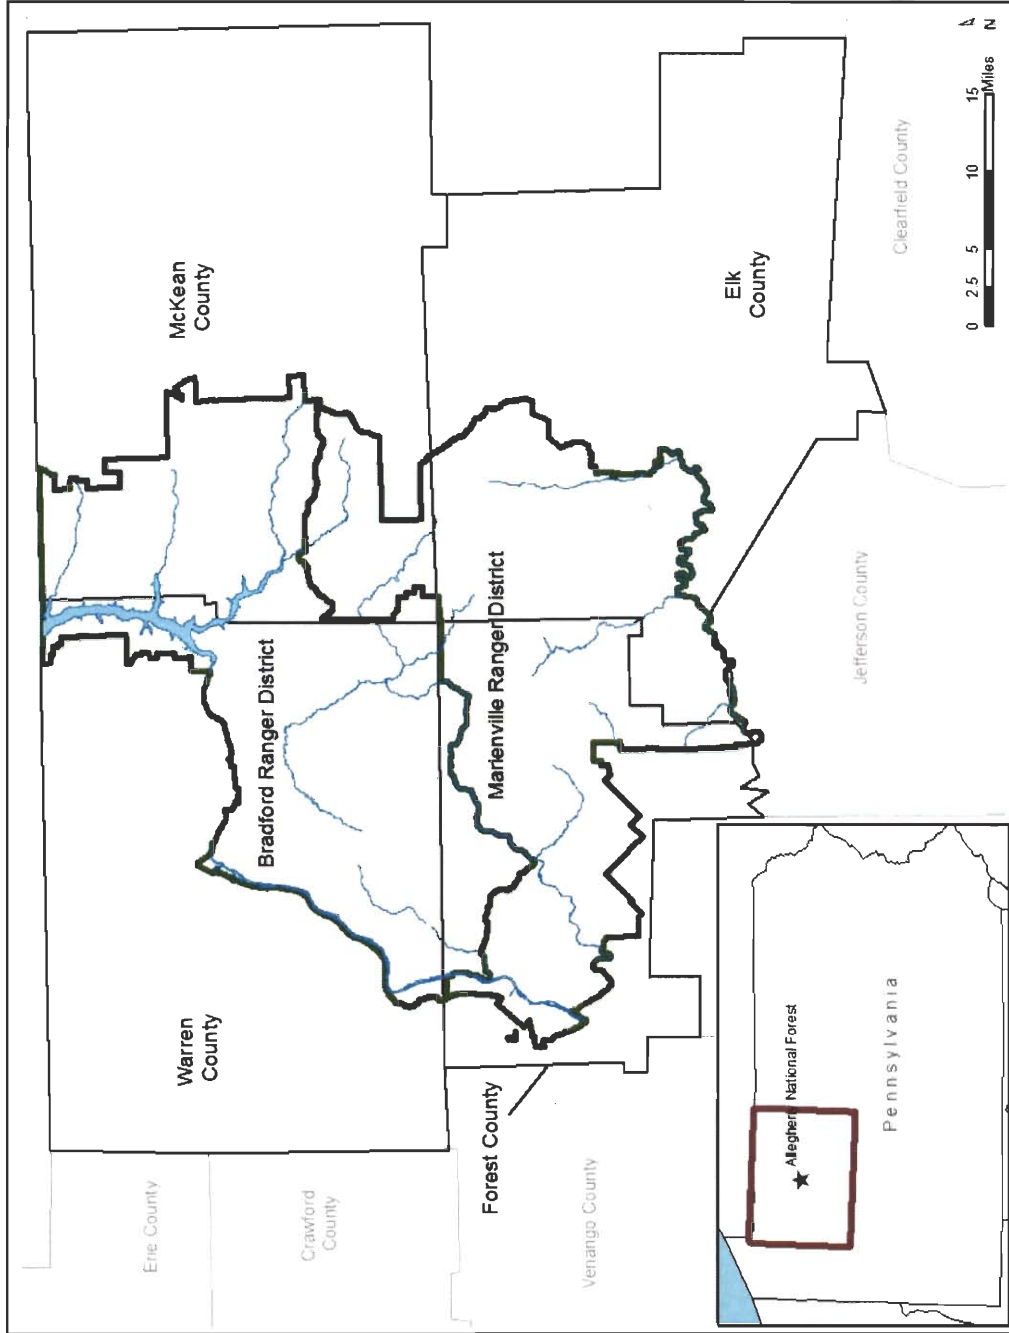 McKean
County
Warren
County
Bradford Ranger District
Marienville Ranger District
Elk
County
Forest County
Erie County
Crawford
County
Venango County
Jefferson County
Clearfield County
N
0 2.5 5 10 15
Miles
Allegheny National Forest
Pennsylvania